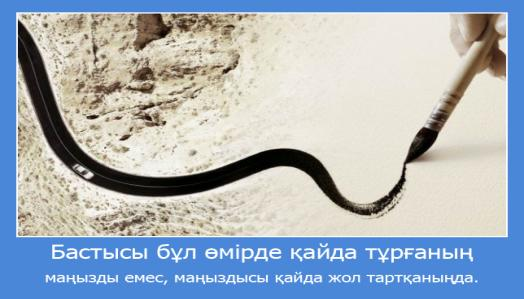 Бастысы бұл өмірде қайда тұрғаның
маңызды емес, маңыздысы қайда жол тартқаныңда.